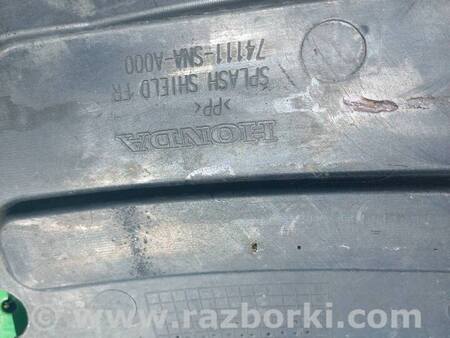 74111-SNA-A000
SPLASH SHIELD FR
>PP<
HONDA
www.razborki.com